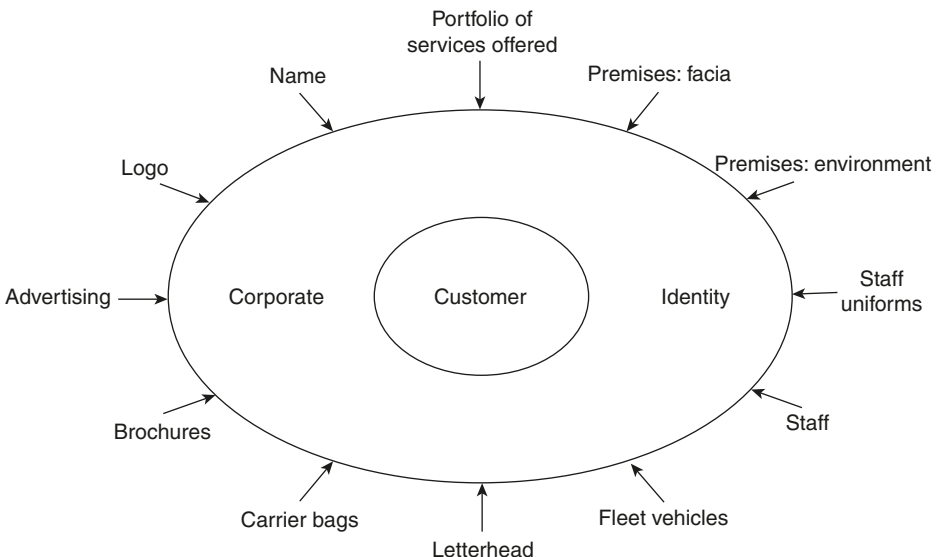 Portfolio of
services offered
Name
Premises: facia
Logo
Premises: environment
Advertising
Corporate
Customer
Identity
Staff
uniforms
Brochures
Staff
Carrier bags
Fleet vehicles
Letterhead